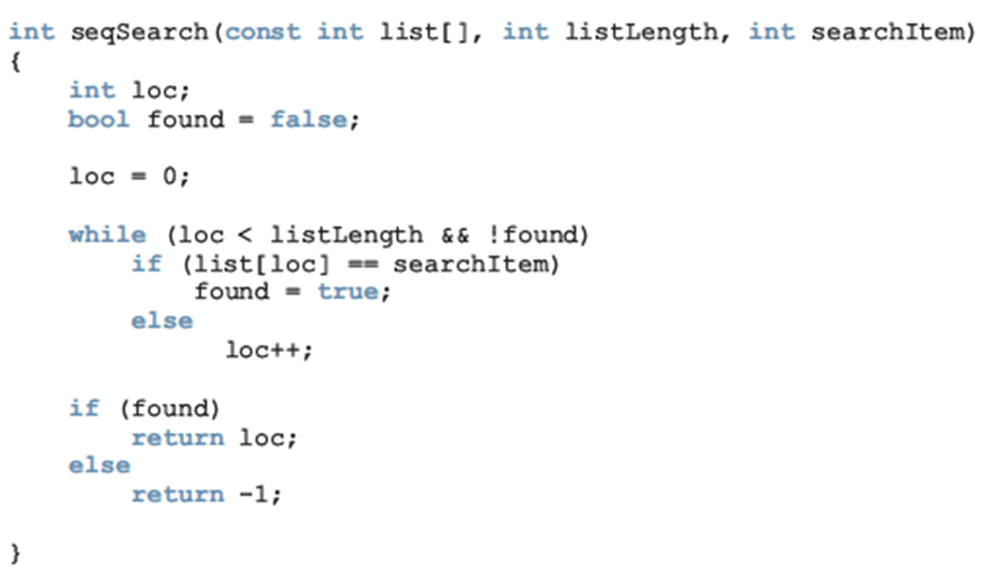 int seqSearch(const int list[], int listLength, int searchItem)
{
    int loc;
    bool found = false;

    loc = 0;

    while (loc < listLength && !found)
        if (list[loc] == searchItem)
            found = true;
        else
              loc++;

    if (found)
        return loc;
    else
        return -1;

}